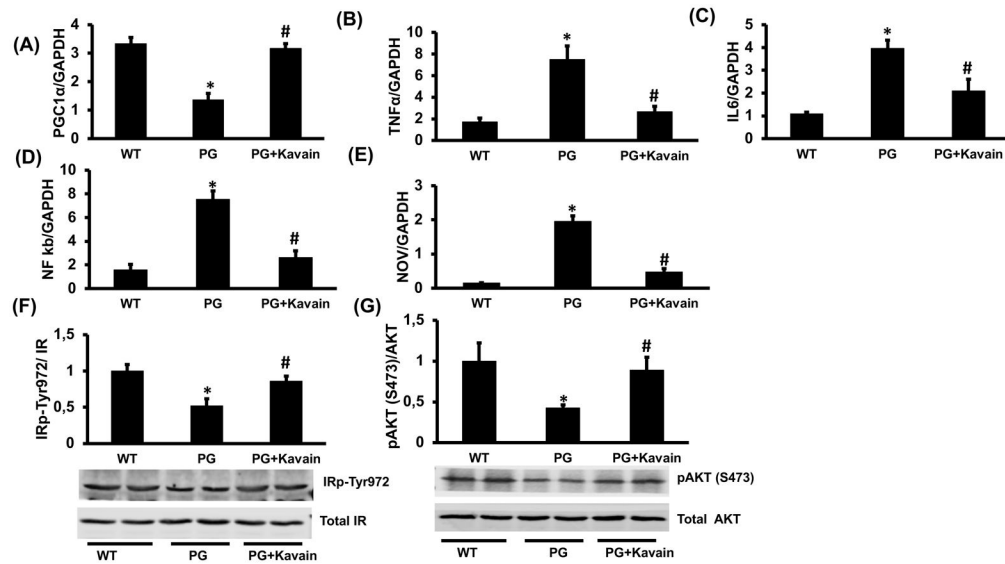 (A)
PGC1α/GAPDH
4
3
2
1
0
#
*
WT
PG
PG+Kavain
(B)
TNFα/GAPDH
10
8
6
4
2
0
*
#
WT
PG
PG+Kavain
(C)
IL6/GAPDH
5
4
3
2
1
0
*
#
WT
PG
PG+Kavain
(D)
NF kb/GAPDH
10
8
6
4
2
0
*
#
WT
PG
PG+Kavain
(E)
NOV/GAPDH
3
2
1
0
*
#
WT
PG
PG+Kavain
(F)
IRp-Tyr972/ IR
1,5
1
0,5
0
*
#
WT
PG
PG+Kavain
IRp-Tyr972
Total IR
WT
PG
PG+Kavain
(G)
pAKT (S473)/AKT
1,5
1
0,5
0
*
#
WT
PG
PG+Kavain
pAKT (S473)
Total AKT
WT
PG
PG+Kavain